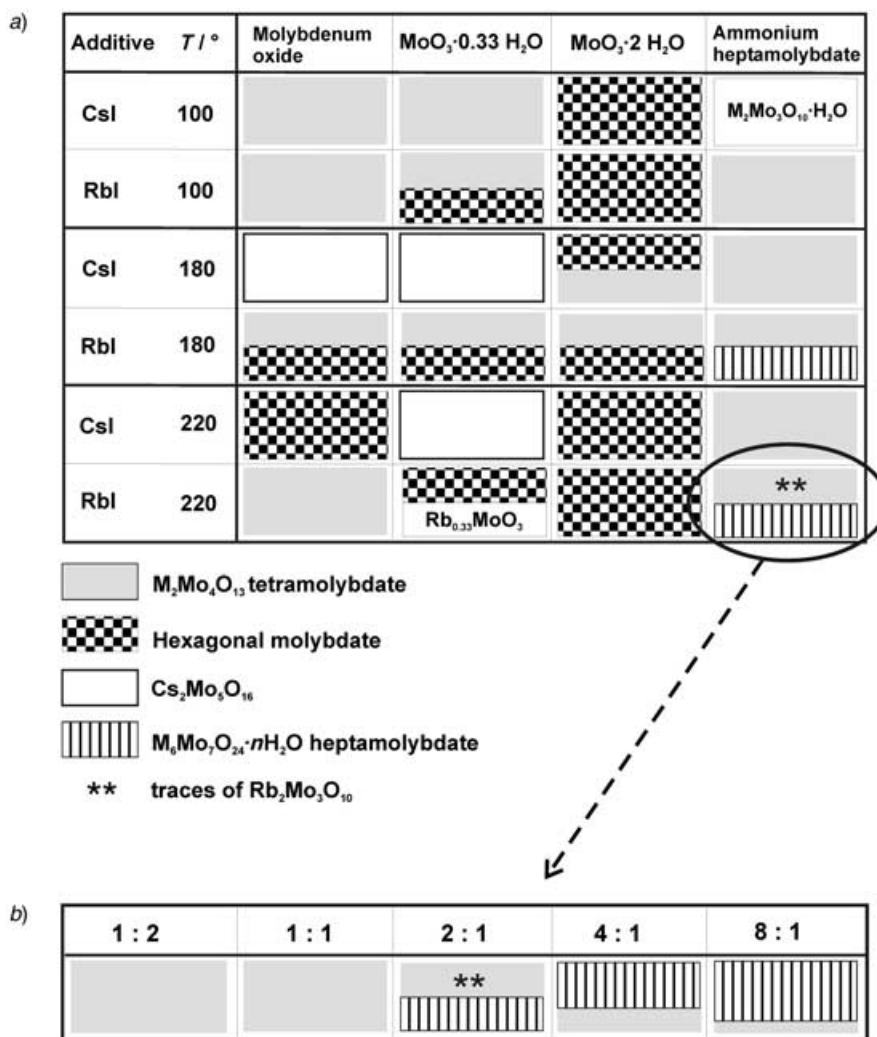 a)
Additive T / ° Molybdenum oxide MoO₃·0.33 H₂O MoO₃·2 H₂O Ammonium heptamolybdate
CsI 100 M₂Mo₃O₁₀·H₂O
RbI 100
CsI 180
RbI 180
CsI 220
RbI 220 Rb₀.₃₃MoO₃ **
M₂Mo₄O₁₃ tetramolybdate
Hexagonal molybdate
Cs₂Mo₅O₁₆
M₆Mo₇O₂₄·nH₂O heptamolybdate
** traces of Rb₂Mo₃O₁₀
b)
1 : 2 1 : 1 2 : 1 4 : 1 8 : 1
**